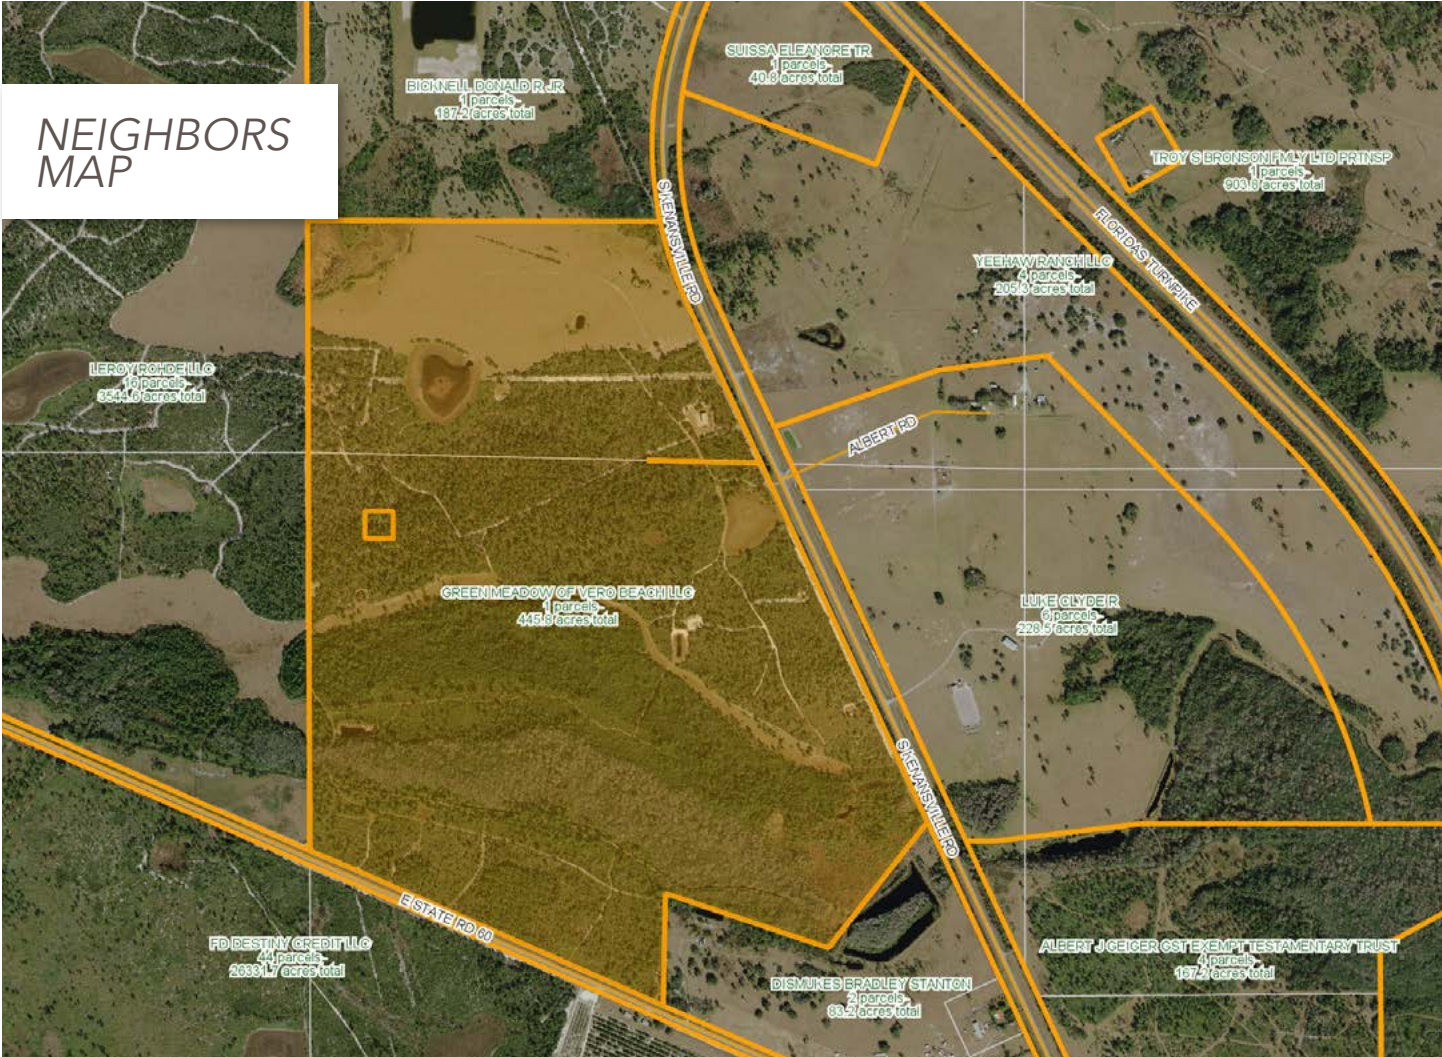 NEIGHBORS
MAP
BICKNELL DONALD R JR
1 parcels
187.2 acres total
SUISSA ELEANORE TR
1 parcels
40.8 acres total
TROY S BRONSON FMLY LTD PRTNSP
1 parcels
903.6 acres total
S KENANSVILLE RD
FLORIDAS TURNPIKE
YEEHAW RANCH LLC
4 parcels
205.3 acres total
LEROY ROHDE LLC
16 parcels
3544.6 acres total
ALBERT RD
GREEN MEADOW OF VERO BEACH LLC
1 parcels
445.8 acres total
LUKE CLYDE R
6 parcels
228.5 acres total
S KENANSVILLE RD
E STATE RD 60
FD DESTINY CREDIT LLC
44 parcels
26331.7 acres total
ALBERT J GEIGER GST EXEMPT TESTAMENTARY TRUST
4 parcels
167.2 acres total
DISMUKES BRADLEY STANTON
2 parcels
83.2 acres total